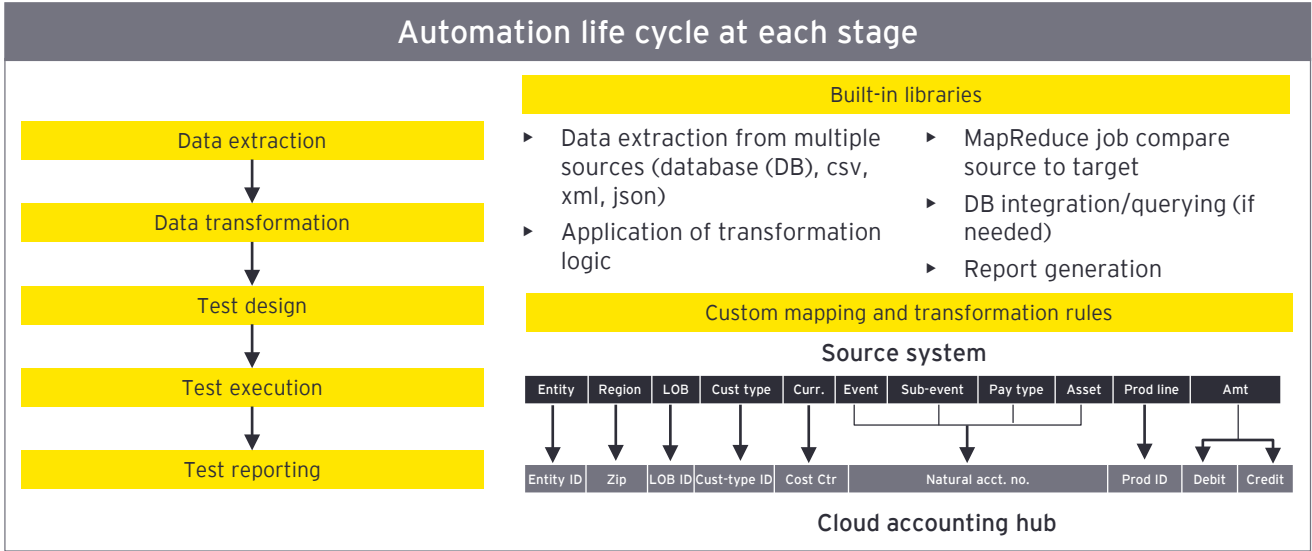 Automation life cycle at each stage
Data extraction
Data transformation
Test design
Test execution
Test reporting
Built-in libraries
Data extraction from multiple
sources (database (DB), csv,
xml, json)
Application of transformation
logic
MapReduce job compare
source to target
DB integration/querying (if
needed)
Report generation
Custom mapping and transformation rules
Source system
Entity Region LOB Cust type Curr. Event Sub-event Pay type Asset Prod line Amt
Entity ID Zip LOB ID Cust-type ID Cost Ctr Natural acct. no. Prod ID Debit Credit
Cloud accounting hub